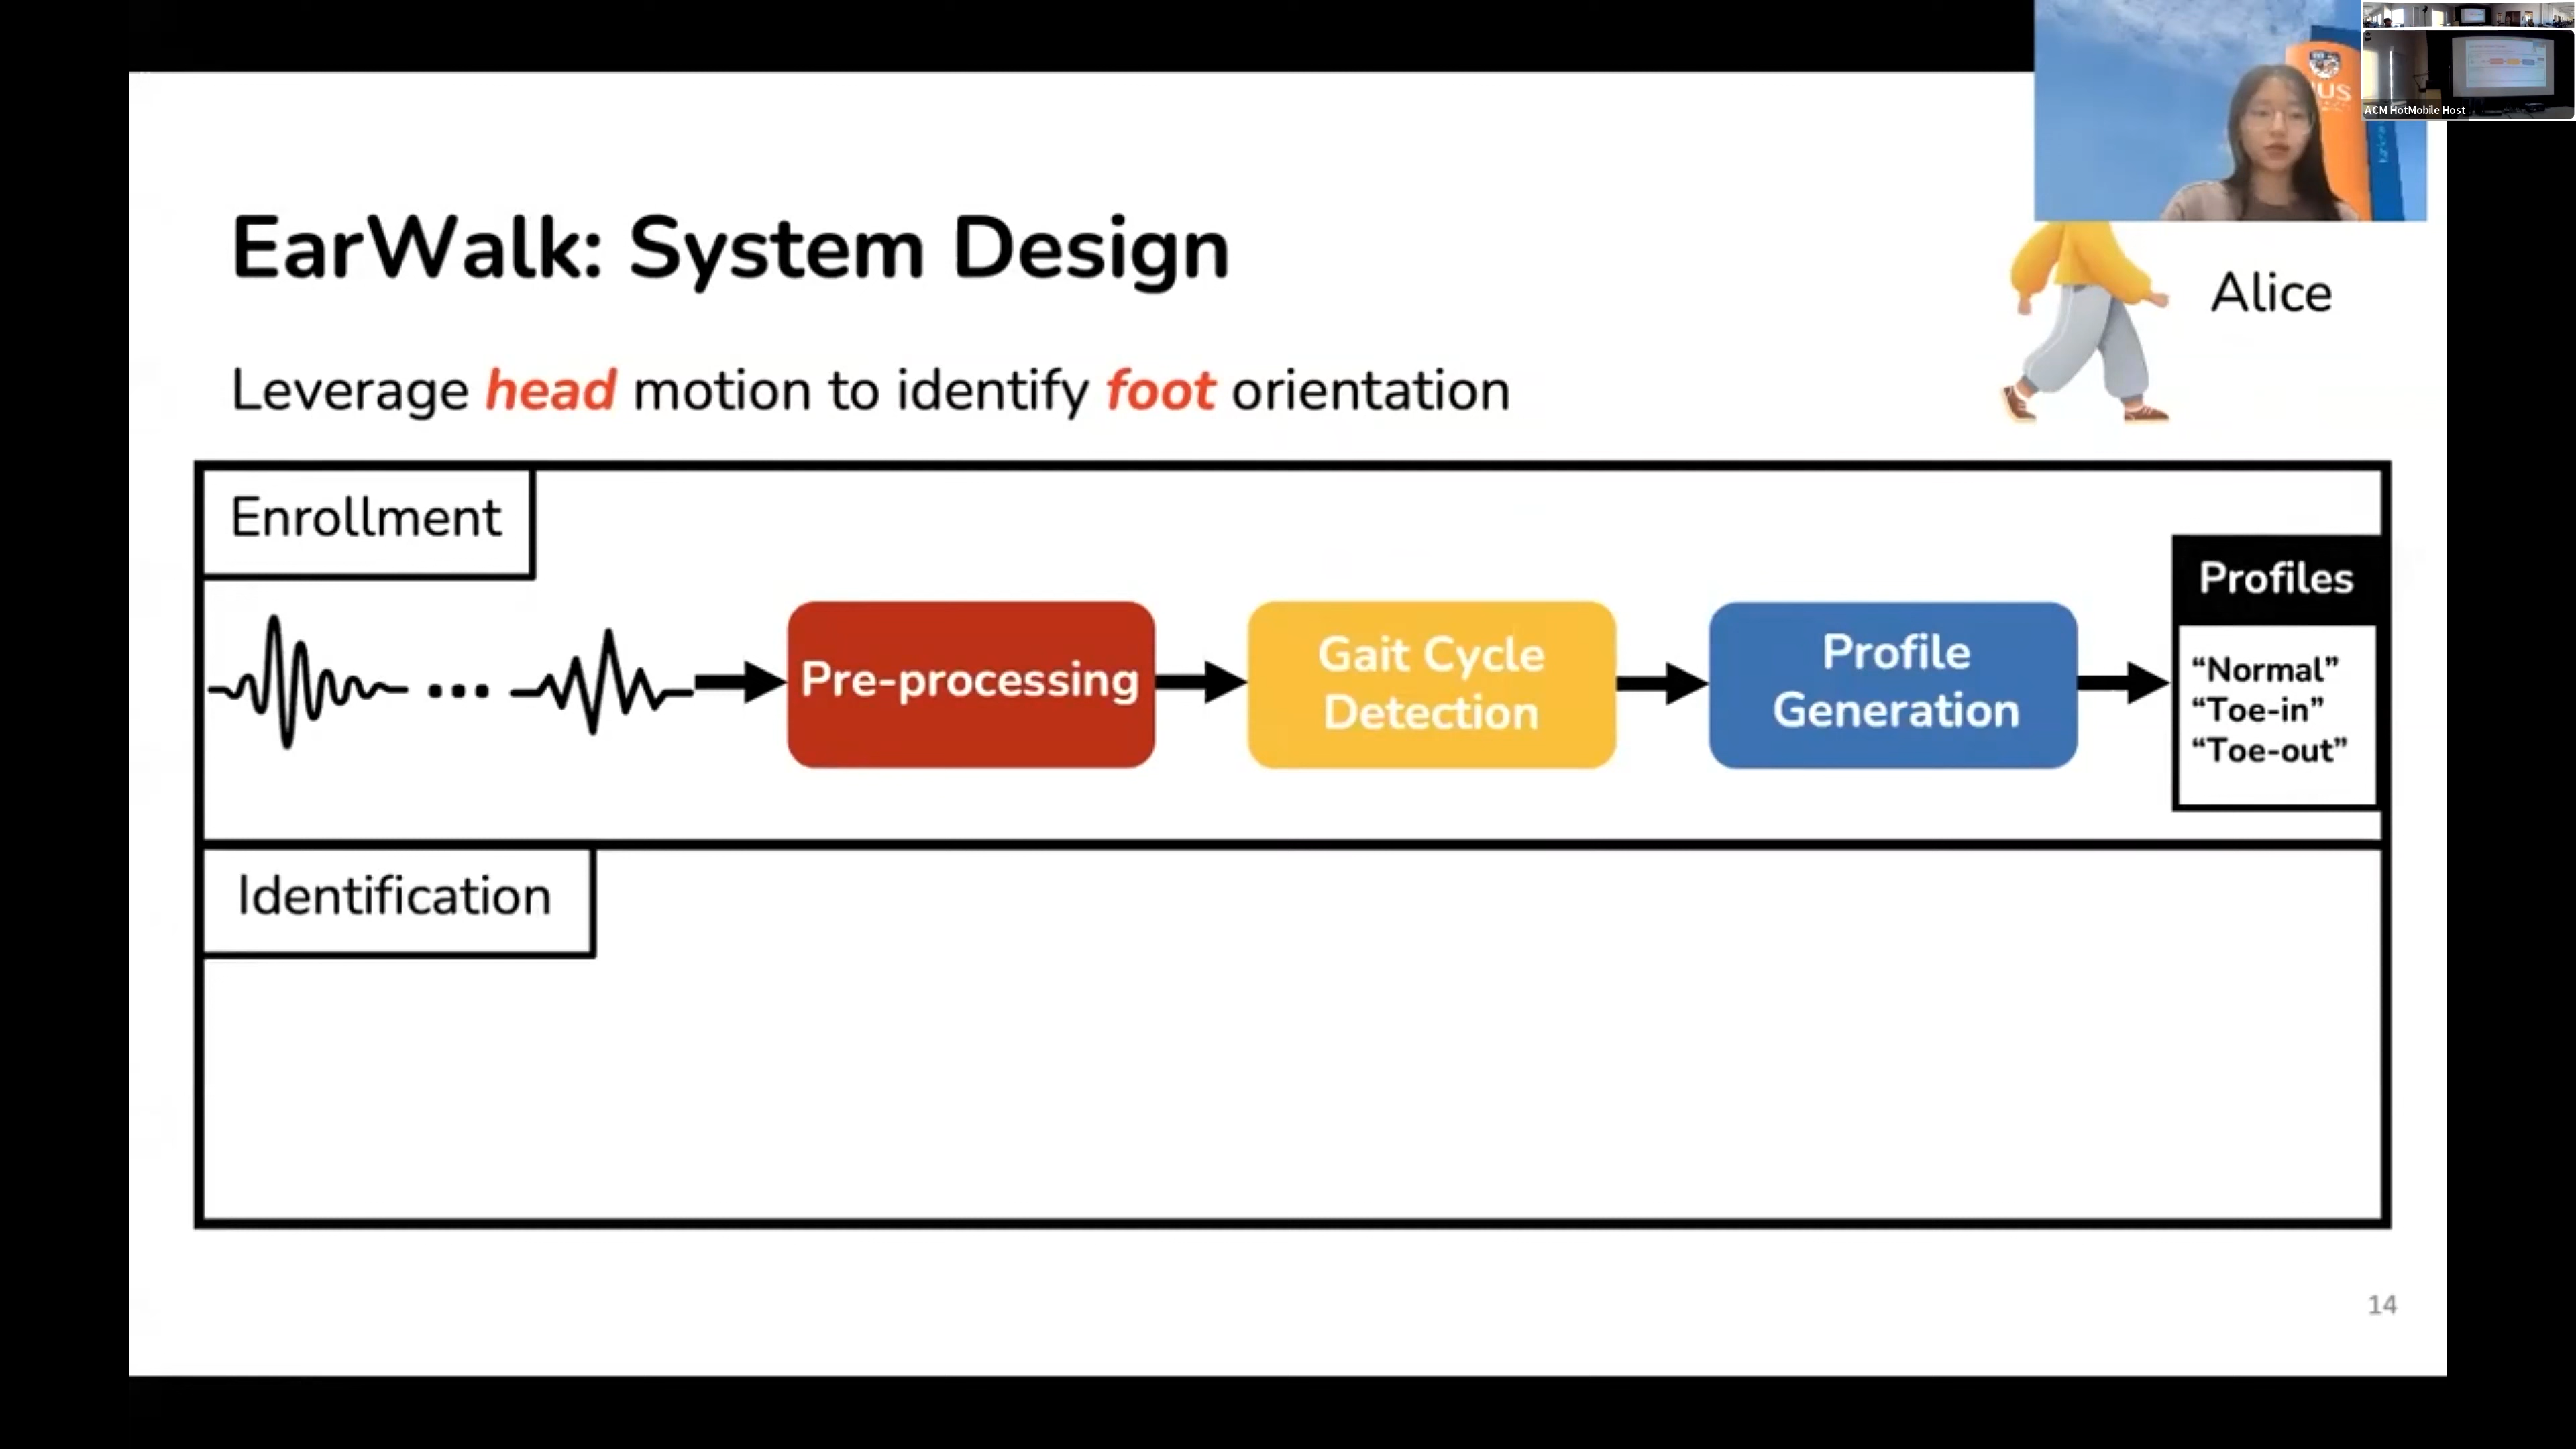 EarWalk: System Design
Alice
Leverage head motion to identify foot orientation
Enrollment
Pre-processing
Gait Cycle
Detection
Profile
Generation
Profiles
“Normal”
“Toe-in”
“Toe-out”
Identification
14
ACM HotMobile Host
US